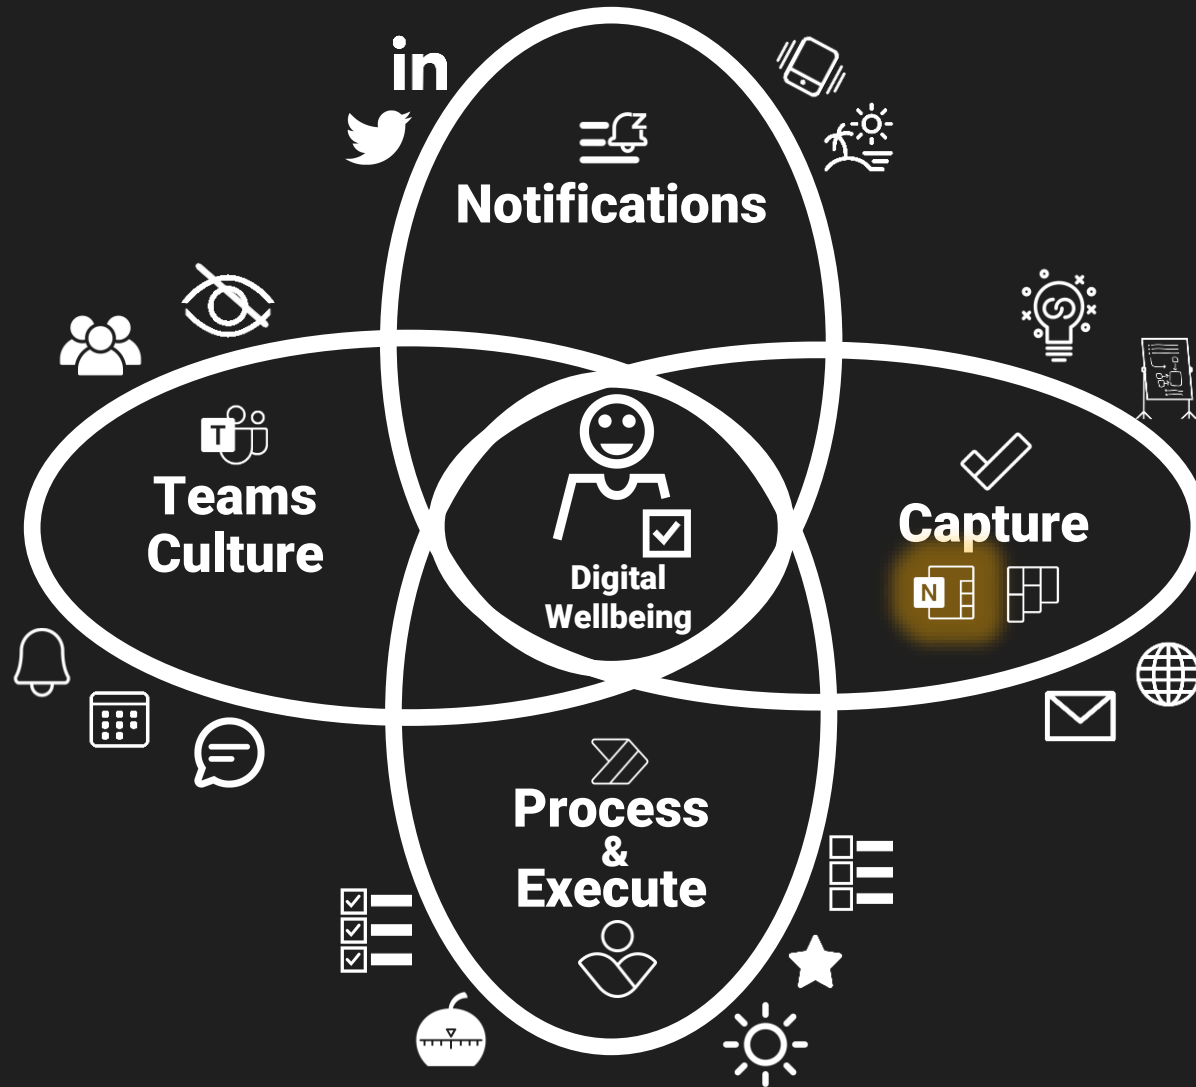 in
Z
Notifications
T
Teams
Culture
Digital
Wellbeing
Capture
N
Process
&
Execute